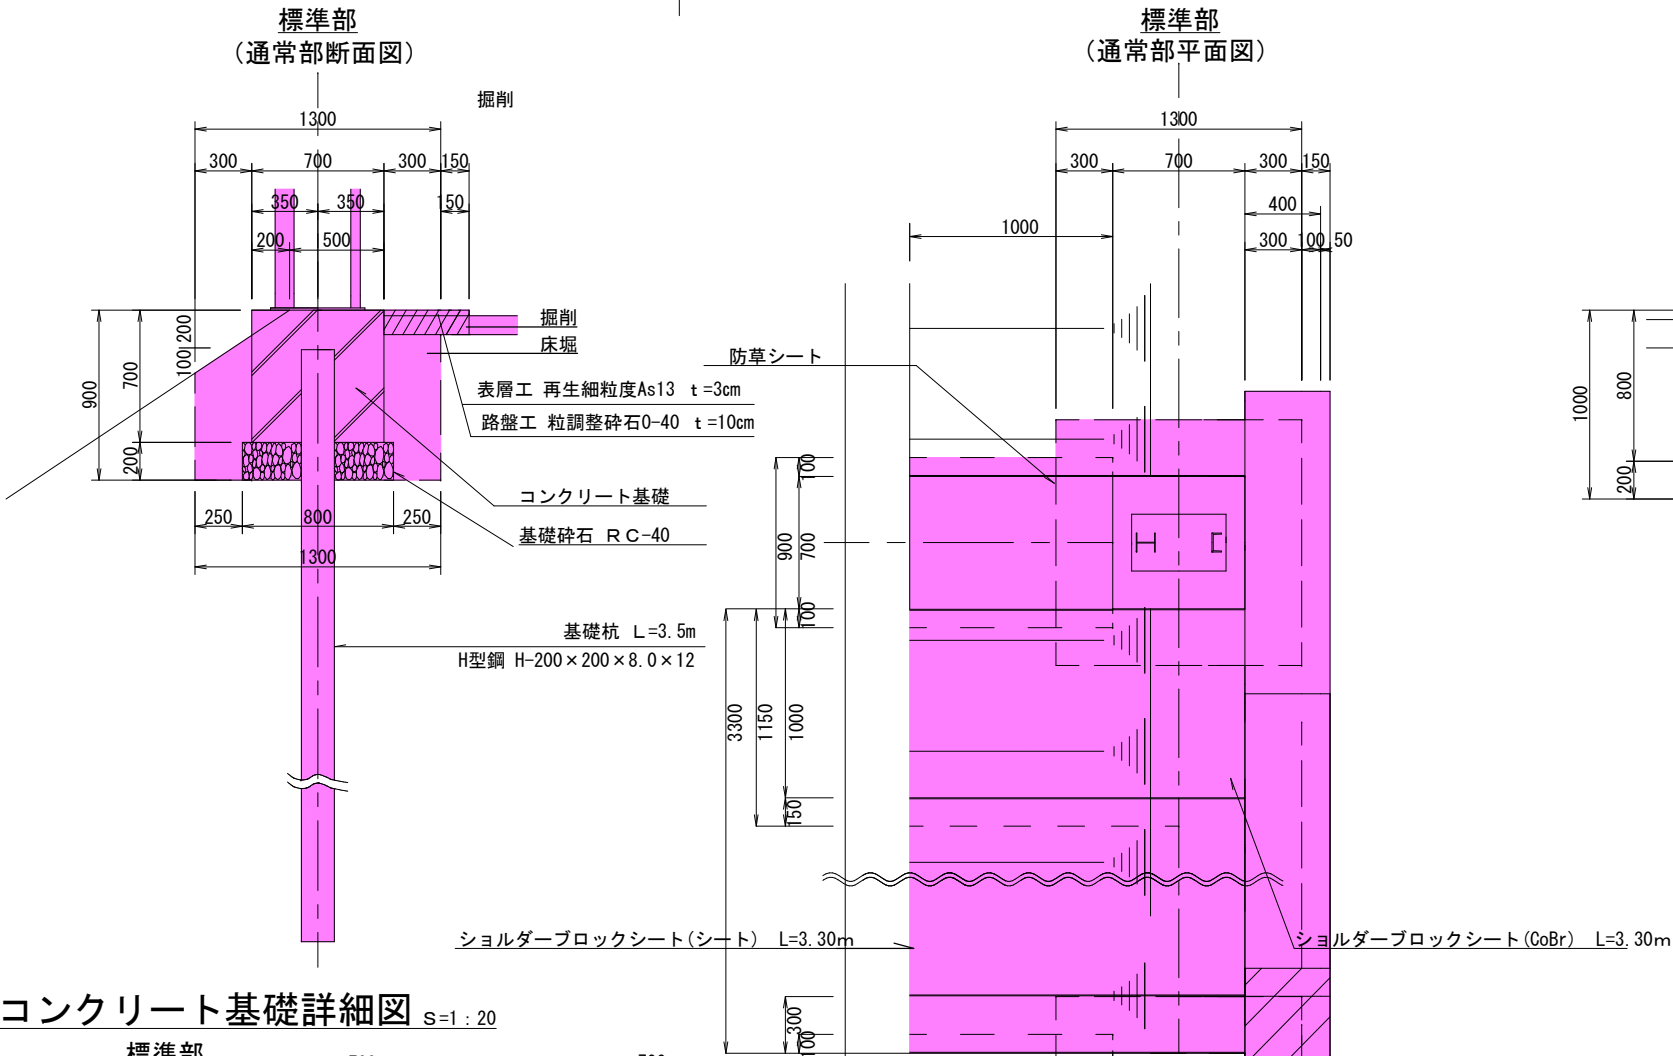 標準部
(通常部断面図)
掘削
1300
300 700 300 150
350 350 150
200 500
900 700 200 100 200
掘削
床堀
表層工 再生細粒度As13 t=3cm
路盤工 粒調整砕石0-40 t=10cm
コンクリート基礎
基礎砕石 RC-40
250 800 250
1300
基礎杭 L=3.5m
H型鋼 H-200×200×8.0×12
標準部
(通常部平面図)
1300
300 700 300 150
400
1000
300 100 50
防草シート
100
900 700
100
3300 1150 1000
150
ショルダーブロックシート(シート) L=3.30m
ショルダーブロックシート(CoBr) L=3.30m
300
100
1000 800
200
コンクリート基礎詳細図 S=1:20
標準部